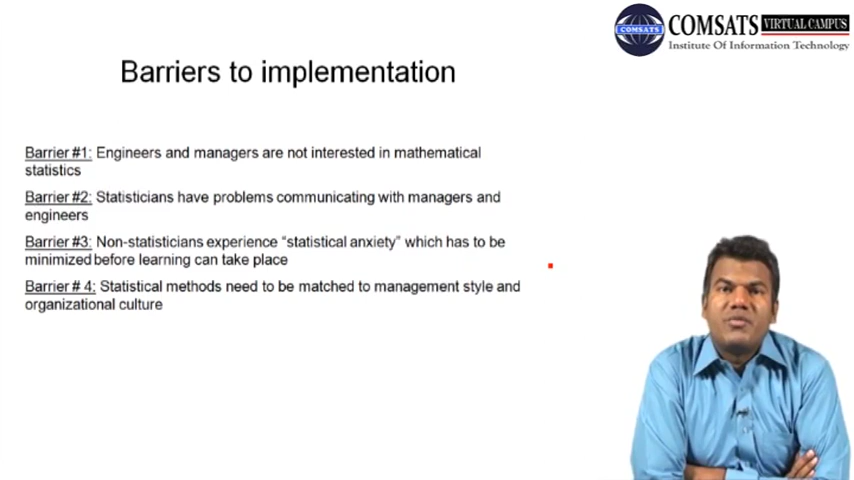 COMSATS VIRTUAL CAMPUS
COMSATS
Institute Of Information Technology
Barriers to implementation
Barrier #1: Engineers and managers are not interested in mathematical
statistics
Barrier #2: Statisticians have problems communicating with managers and
engineers
Barrier #3: Non-statisticians experience “statistical anxiety” which has to be
minimized before learning can take place
Barrier # 4: Statistical methods need to be matched to management style and
organizational culture